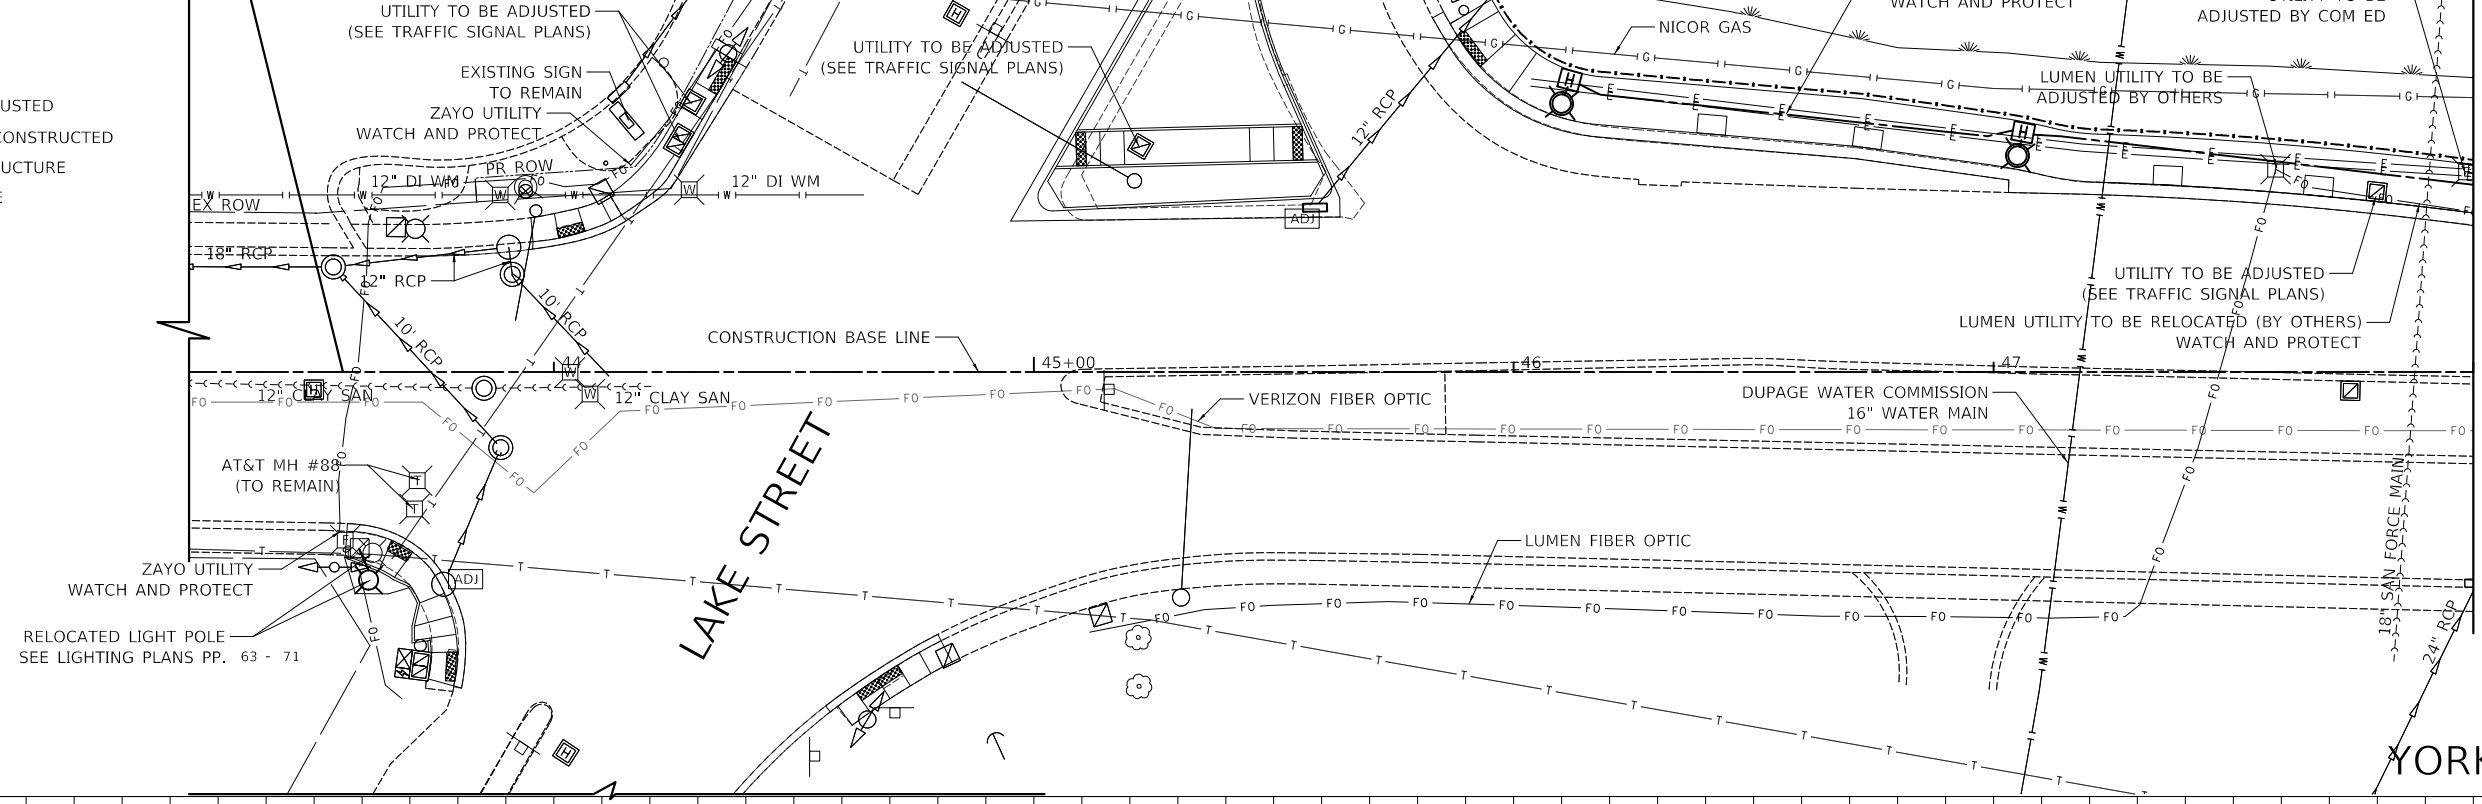 UTILITY TO BE ADJUSTED
(SEE TRAFFIC SIGNAL PLANS)
EXISTING SIGN
TO REMAIN
ZAYO UTILITY
WATCH AND PROTECT
UTILITY TO BE ADJUSTED
(SEE TRAFFIC SIGNAL PLANS)
NICOR GAS
WATCH AND PROTECT
ADJUSTED BY COM ED
LUMEN UTILITY TO BE
ADJUSTED BY OTHERS
USTED
CONSTRUCTED
UCTURE
PR ROW
12" DI WM
12" DI WM
EX ROW
18" RCP
12" RCP
12" RCP
ADJ
10' RCP
10' RCP
UTILITY TO BE ADJUSTED
(SEE TRAFFIC SIGNAL PLANS)
LUMEN UTILITY TO BE RELOCATED (BY OTHERS)
WATCH AND PROTECT
CONSTRUCTION BASE LINE
44
45+00
46
47
12" CLAY SAN
12" CLAY SAN
VERIZON FIBER OPTIC
DUPAGE WATER COMMISSION
16" WATER MAIN
AT&T MH #88
(TO REMAIN)
LAKE STREET
LUMEN FIBER OPTIC
18" SAN FORCE MAIN
24" RCP
ZAYO UTILITY
WATCH AND PROTECT
ADJ
RELOCATED LIGHT POLE
SEE LIGHTING PLANS PP. 63 - 71
YORK